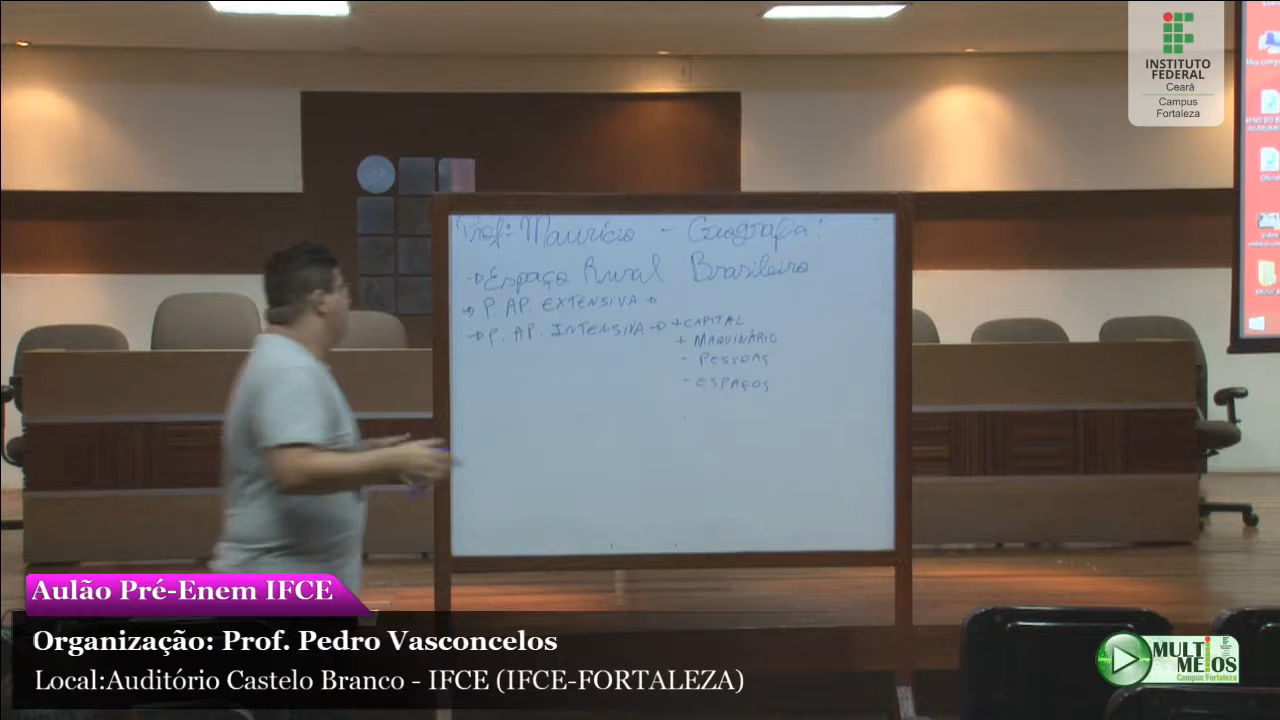 INSTITUTO
FEDERAL
Ceará
Campus
Fortaleza
Prof: Maurício - Geografia!
→ Espaço Rural Brasileiro
→ P. AP. EXTENSIVA →
→ P. AP. INTENSIVA → + CAPITAL
+ MAQUINÁRIO
- PESSOAS
- ESPAÇOS
Aulão Pré-Enem IFCE
Organização: Prof. Pedro Vasconcelos
Local:Auditório Castelo Branco - IFCE (IFCE-FORTALEZA)
MULTIMEIOS
Campus Fortaleza